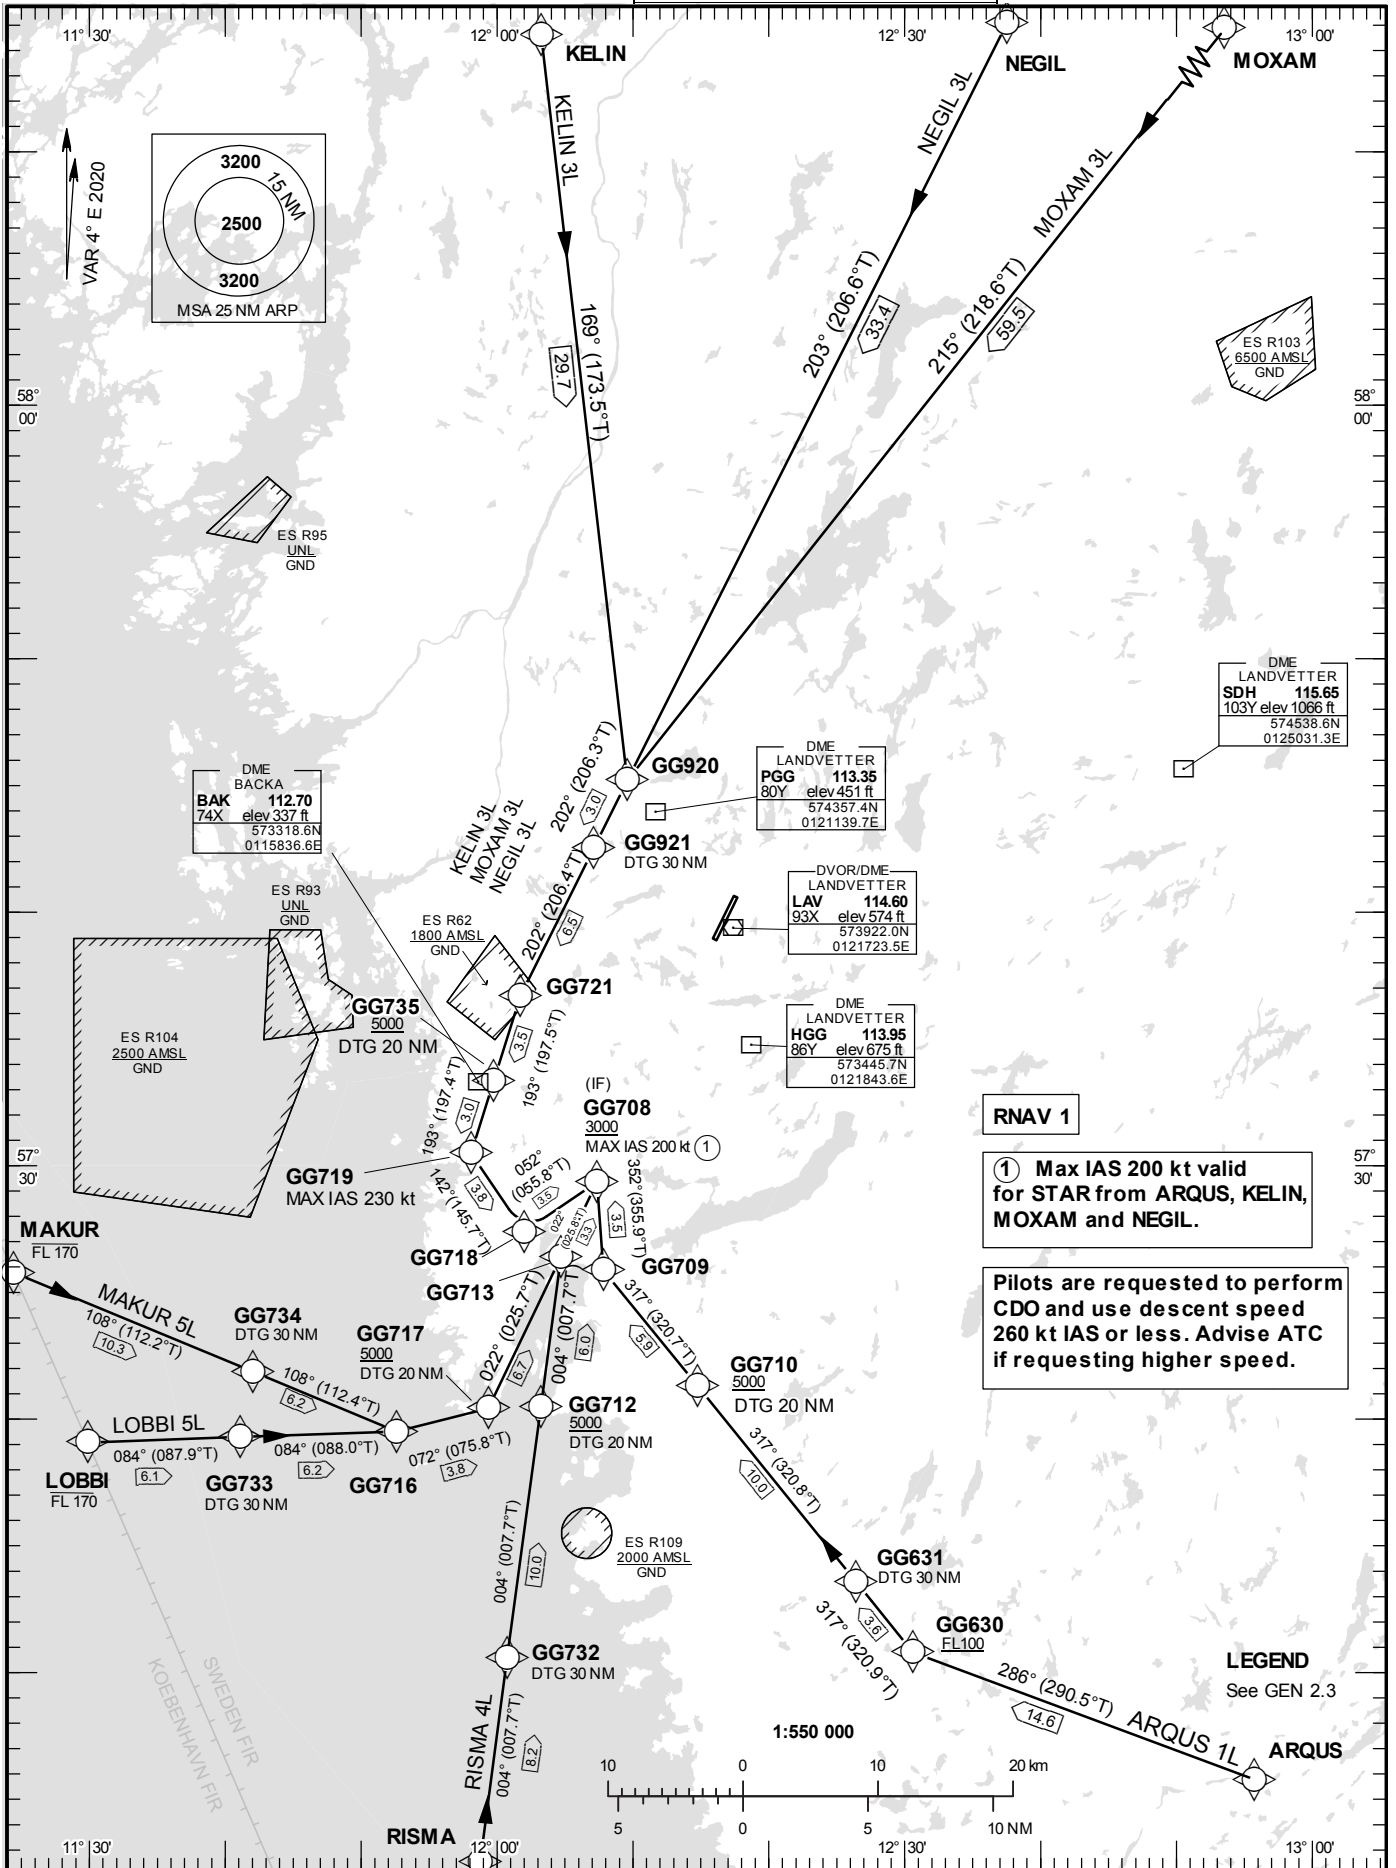 11° 30'
12° 00'
12° 30'
13° 00'
KELIN
NEGIL
MOXAM
VAR 4° E 2020
3200
15 NM
2500
3200
MSA 25 NM ARP
KELIN 3L
NEGIL 3L
MOXAM 3L
169° (173.5°T)
29.7
203° (206.6°T)
33.4
215° (218.6°T)
59.5
ES R103
6500 AMSL
GND
58°
00'
58°
00'
ES R95
UNL
GND
DME
LANDVETTER
SDH 115.65
103Y elev 1066 ft
574538.6N
0125031.3E
DME
LANDVETTER
PGG 113.35
80Y elev 451 ft
574357.4N
0121139.7E
DME
BACKA
BAK 112.70
74X elev 337 ft
573318.6N
0115836.6E
GG920
202° (206.3°T)
3.0
KELIN 3L
MOXAM 3L
NEGIL 3L
GG921
DTG 30 NM
202° (206.4°T)
6.5
DVOR/DME
LANDVETTER
LAV 114.60
93X elev 574 ft
573922.0N
0121723.5E
ES R93
UNL
GND
ES R62
1800 AMSL
GND
GG721
GG735
5000
DTG 20 NM
ES R104
2500 AMSL
GND
193° (197.5°T)
3.5
DME
LANDVETTER
HGG 113.95
86Y elev 675 ft
573445.7N
0121843.6E
193° (197.4°T)
3.0
(IF)
GG708
3000
MAX IAS 200 kt 1
RNAV 1
57°
30'
57°
30'
GG719
MAX IAS 230 kt
142° (145.7°T)
3.8
052°
(055.8°T)
3.5
022°
(025.8°T)
3.3
352° (355.9°T)
3.5
1 Max IAS 200 kt valid
for STAR from ARQUS, KELIN,
MOXAM and NEGIL.
MAKUR
FL 170
GG718
GG713
GG709
Pilots are requested to perform
CDO and use descent speed
260 kt IAS or less. Advise ATC
if requesting higher speed.
MAKUR 5L
108° (112.2°T)
10.3
GG734
DTG 30 NM
GG717
5000
DTG 20 NM
022° (025.7°T)
6.7
004° (007.7°T)
6.0
317° (320.7°T)
5.9
GG710
5000
DTG 20 NM
108° (112.4°T)
6.2
GG712
5000
DTG 20 NM
LOBBI 5L
084° (087.9°T)
6.1
084° (088.0°T)
6.2
072° (075.8°T)
3.8
LOBBI
FL 170
GG733
DTG 30 NM
GG716
317° (320.8°T)
10.0
004° (007.7°T)
10.0
ES R109
2000 AMSL
GND
GG631
DTG 30 NM
317° (320.9°T)
3.6
GG630
FL100
GG732
DTG 30 NM
SWEDEN FIR
KOEBENHAVN FIR
286° (290.5°T)
14.6
ARQUS 1L
LEGEND
See GEN 2.3
ARQUS
RISMA 4L
004° (007.7°T)
8.2
1:550 000
10 0 10 20 km
5 0 5 10 NM
RISMA
11° 30'
12° 00'
12° 30'
13° 00'